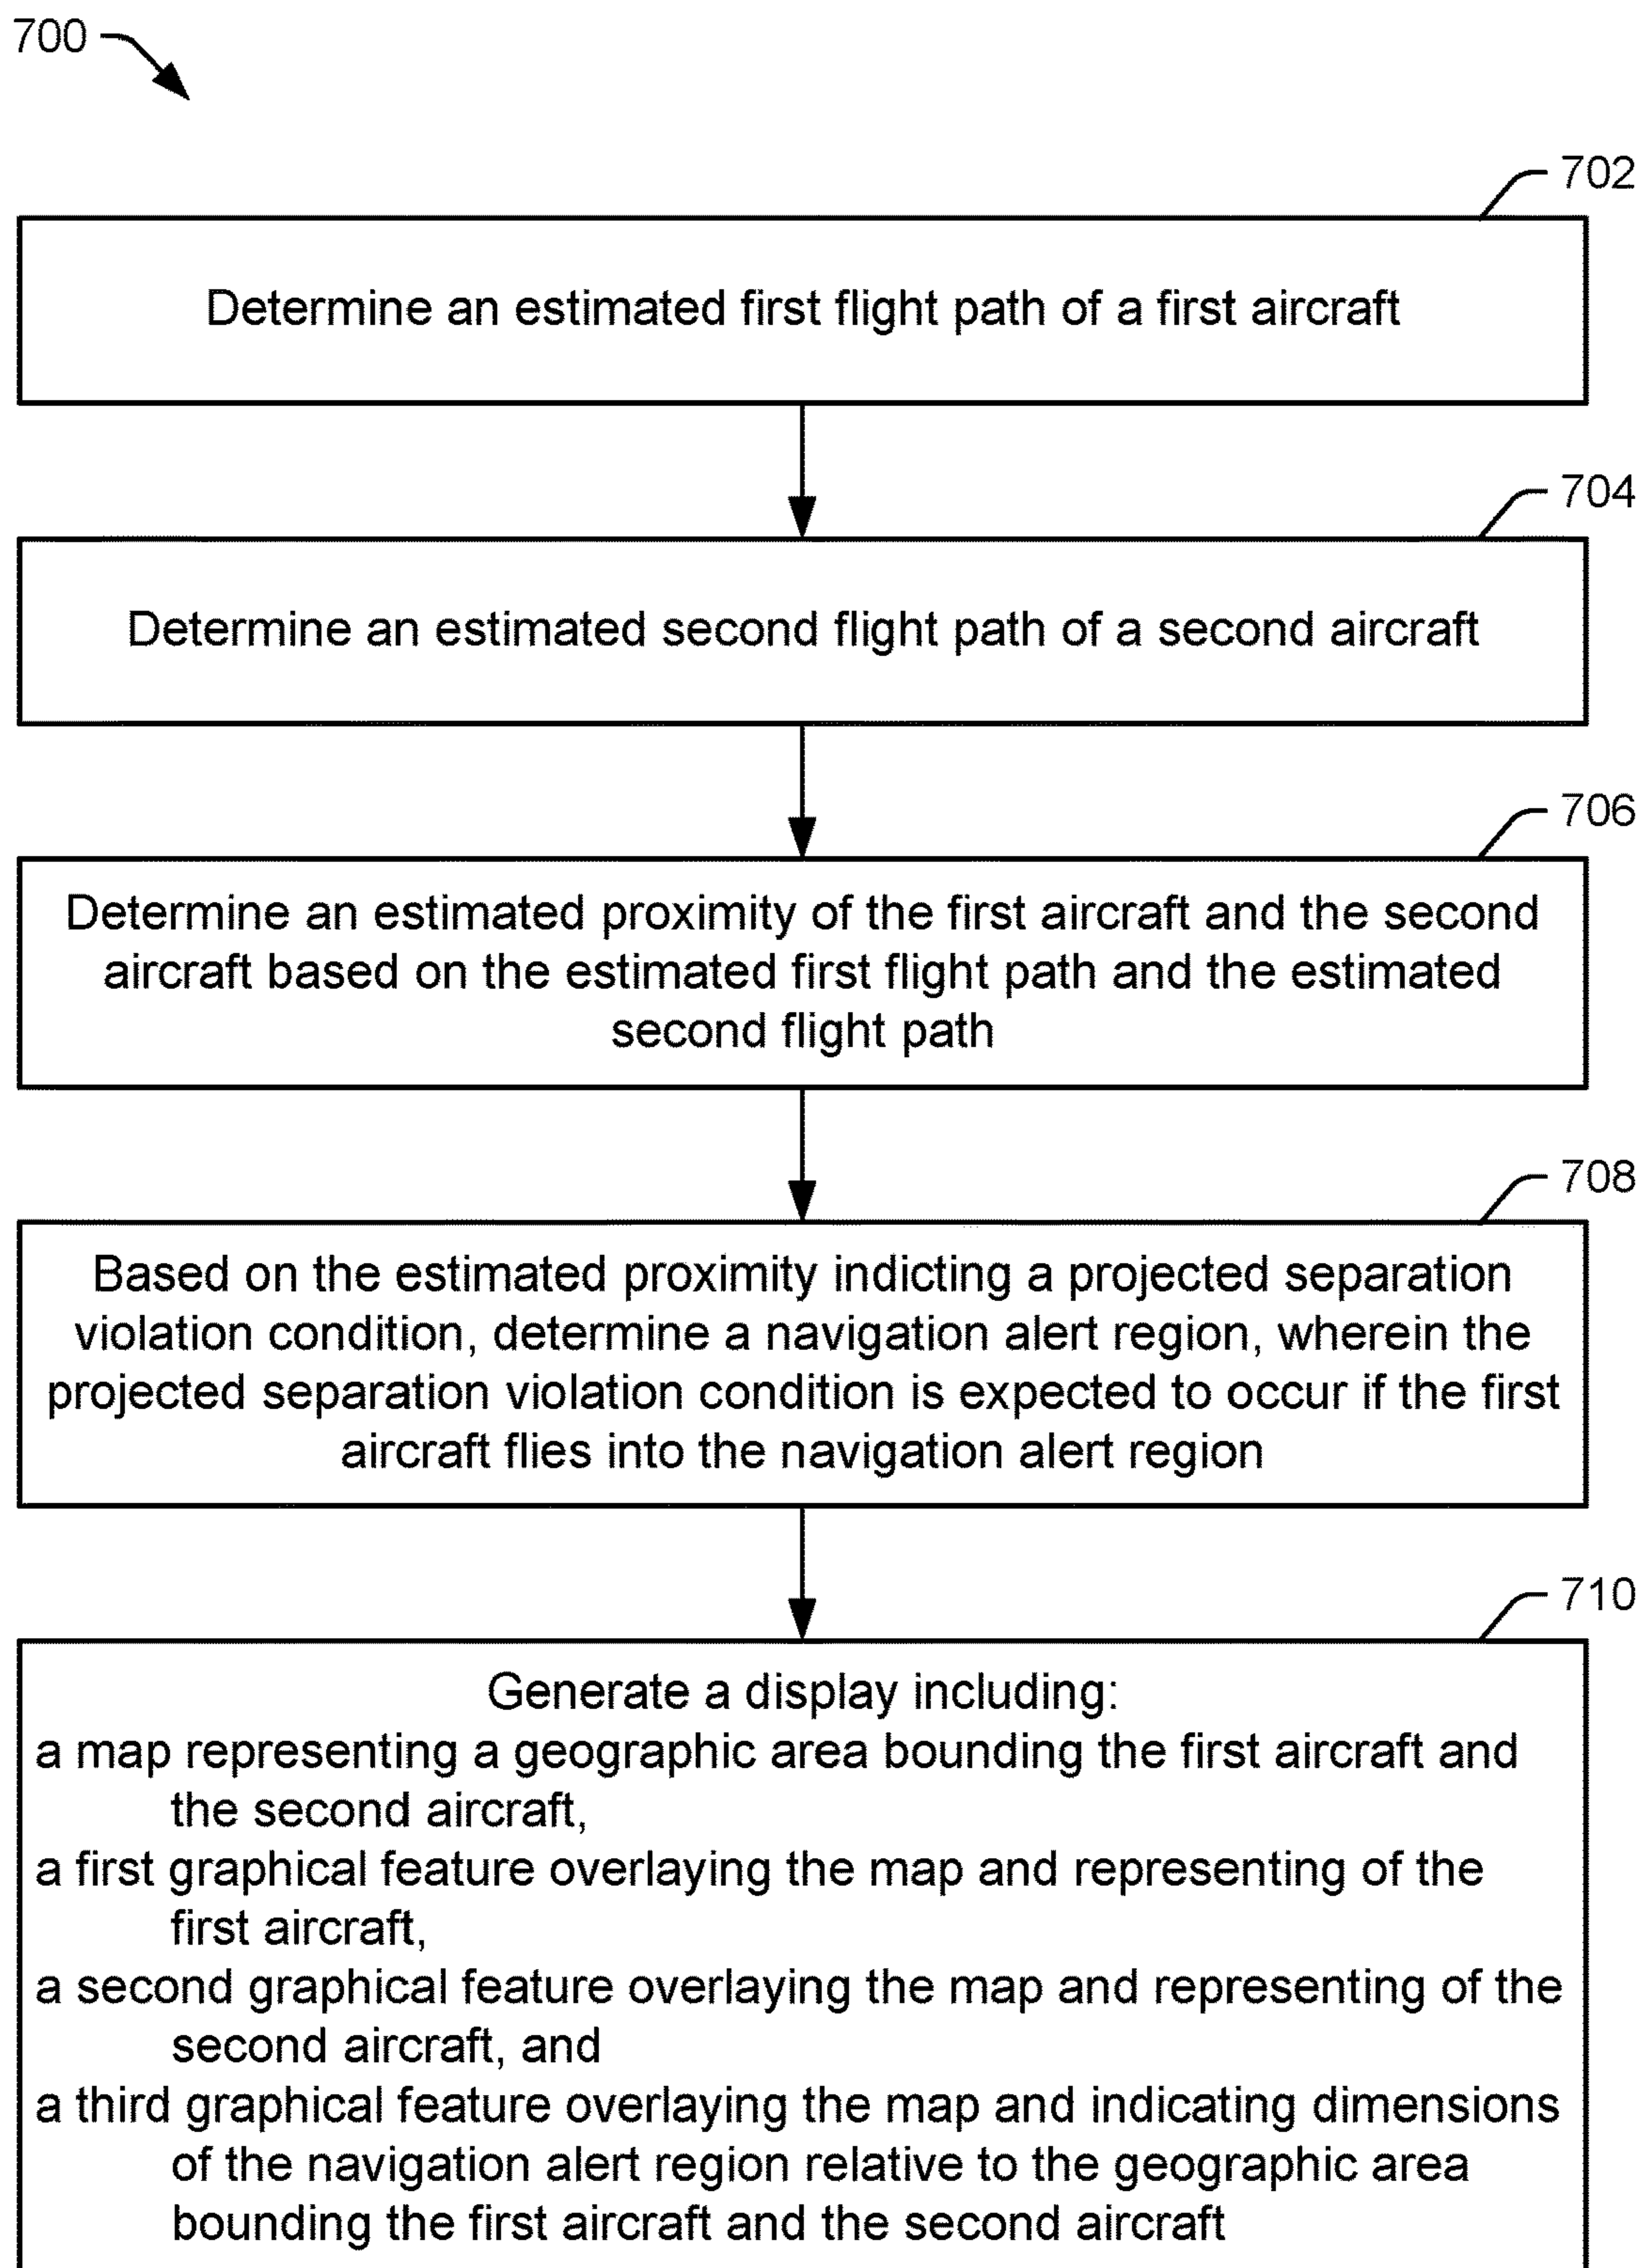 700
702
Determine an estimated first flight path of a first aircraft
704
Determine an estimated second flight path of a second aircraft
706
Determine an estimated proximity of the first aircraft and the second
aircraft based on the estimated first flight path and the estimated
second flight path
708
Based on the estimated proximity indicting a projected separation
violation condition, determine a navigation alert region, wherein the
projected separation violation condition is expected to occur if the first
aircraft flies into the navigation alert region
710
Generate a display including:
a map representing a geographic area bounding the first aircraft and
the second aircraft,
a first graphical feature overlaying the map and representing of the
first aircraft,
a second graphical feature overlaying the map and representing of the
second aircraft, and
a third graphical feature overlaying the map and indicating dimensions
of the navigation alert region relative to the geographic area
bounding the first aircraft and the second aircraft